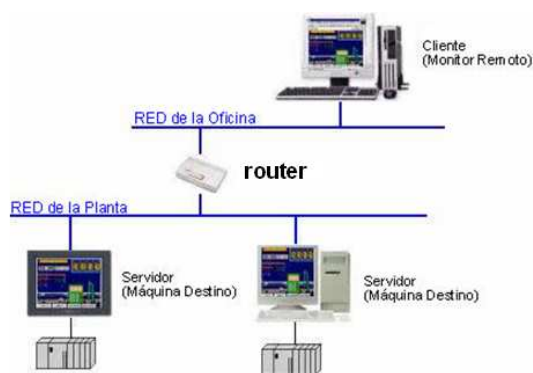 Cliente
(Monitor Remoto)
RED de la Oficina
router
RED de la Planta
Servidor
(Máquina Destino)
Servidor
(Máquina Destino)